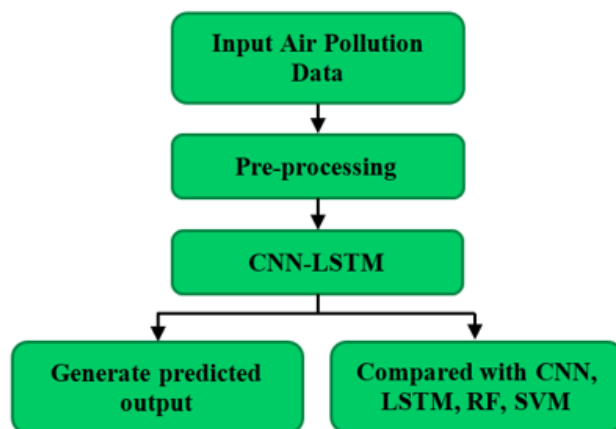 Input Air Pollution
Data
Pre-processing
CNN-LSTM
Generate predicted
output
Compared with CNN,
LSTM, RF, SVM